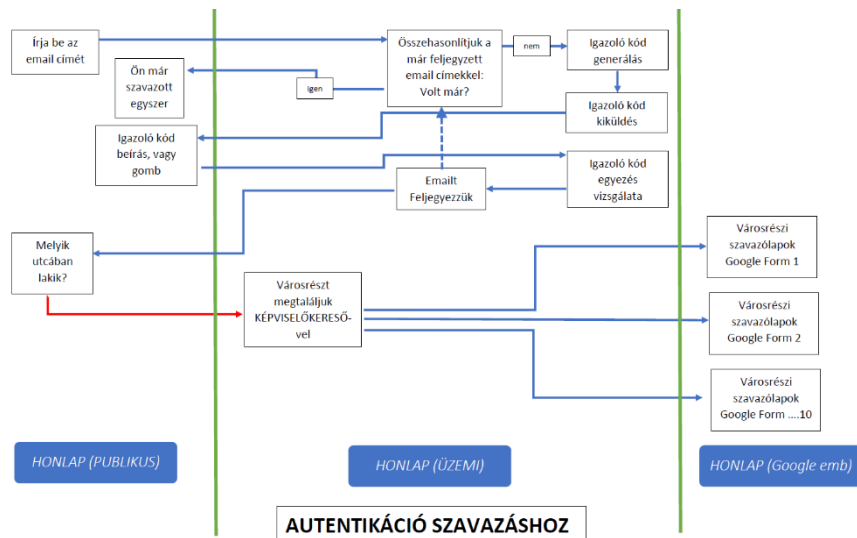 Írja be az
email címét
Összehasonlítjuk a
már feljegyzett
email címekkel:
Volt már?
nem
Igazoló kód
generálás
Ön már
szavazott
egyszer
igen
Igazoló kód
kiküldés
Igazoló kód
beírás, vagy
gomb
Emailt
Feljegyezzük
Igazoló kód
egyezés
vizsgálata
Melyik
utcában
lakik?
Városrészt
megtaláljuk
KÉPVISELŐKERESŐ-
vel
Városrészi
szavazólapok
Google Form 1
Városrészi
szavazólapok
Google Form 2
Városrészi
szavazólapok
Google Form ....10
HONLAP (PUBLIKUS)
HONLAP (ÜZEMI)
HONLAP (Google emb)
AUTENTIKÁCIÓ SZAVAZÁSHOZ